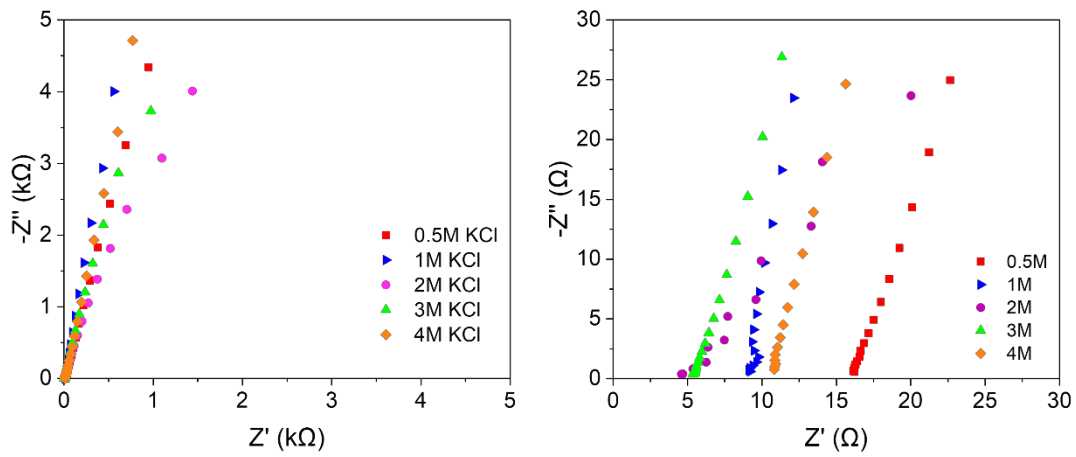 5
4
3
2
1
0
-Z'' (kΩ)
0.5M KCl
1M KCl
2M KCl
3M KCl
4M KCl
0 1 2 3 4 5
Z' (kΩ)
30
25
20
15
10
5
0
-Z'' (Ω)
0.5M
1M
2M
3M
4M
0 5 10 15 20 25 30
Z' (Ω)